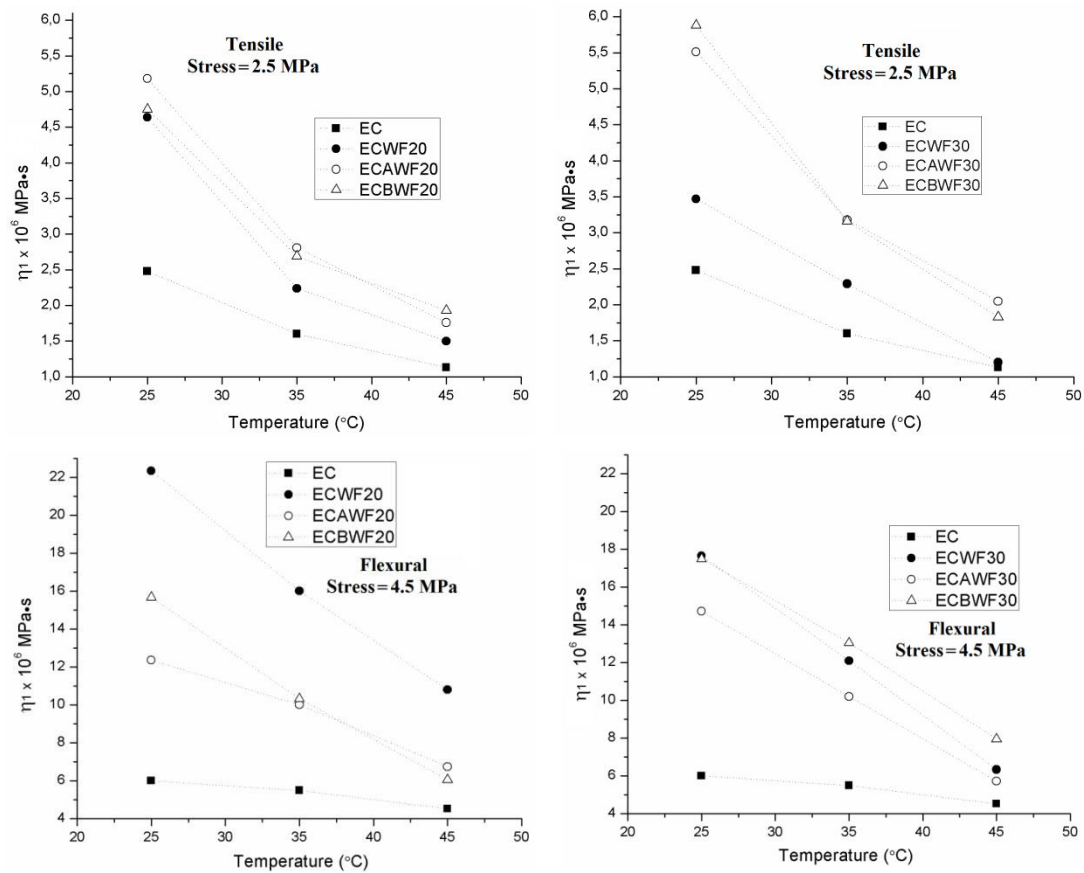 Tensile
Stress=2.5 MPa
EC
ECWF20
ECAWF20
ECBWF20
η1 x 10⁶ MPa•s
6,0
5,5
5,0
4,5
4,0
3,5
3,0
2,5
2,0
1,5
1,0
20 25 30 35 40 45 50
Temperature (°C)
Tensile
Stress=2.5 MPa
EC
ECWF30
ECAWF30
ECBWF30
η1 x 10⁶ MPa•s
6,0
5,5
5,0
4,5
4,0
3,5
3,0
2,5
2,0
1,5
1,0
20 25 30 35 40 45 50
Temperature (°C)
EC
ECWF20
ECAWF20
ECBWF20
Flexural
Stress=4.5 MPa
η1 x 10⁶ MPa•s
22
20
18
16
14
12
10
8
6
4
20 25 30 35 40 45 50
Temperature (°C)
EC
ECWF30
ECAWF30
ECBWF30
Flexural
Stress=4.5 MPa
η1 x 10⁶ MPa•s
22
20
18
16
14
12
10
8
6
4
20 25 30 35 40 45 50
Temperature (°C)